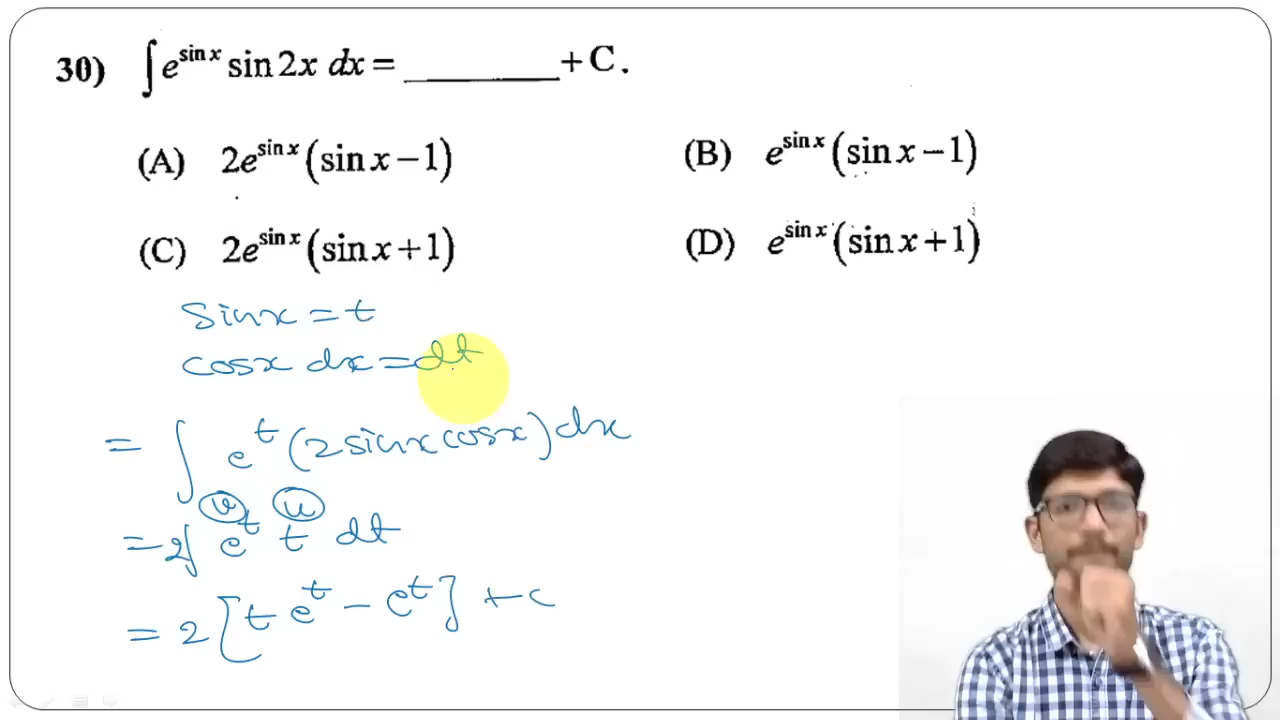 30) ∫ e^{sin x} sin 2x dx = ________ + C.
(A) 2e^{sin x} (sin x − 1)
(B) e^{sin x} (sin x − 1)
(C) 2e^{sin x} (sin x + 1)
(D) e^{sin x} (sin x + 1)
sinx = t
cosx dx = dt
= ∫ e^t (2 sinx cosx) dx
v u
= 2∫ e^t t dt
= 2 [t e^t − e^t] + c